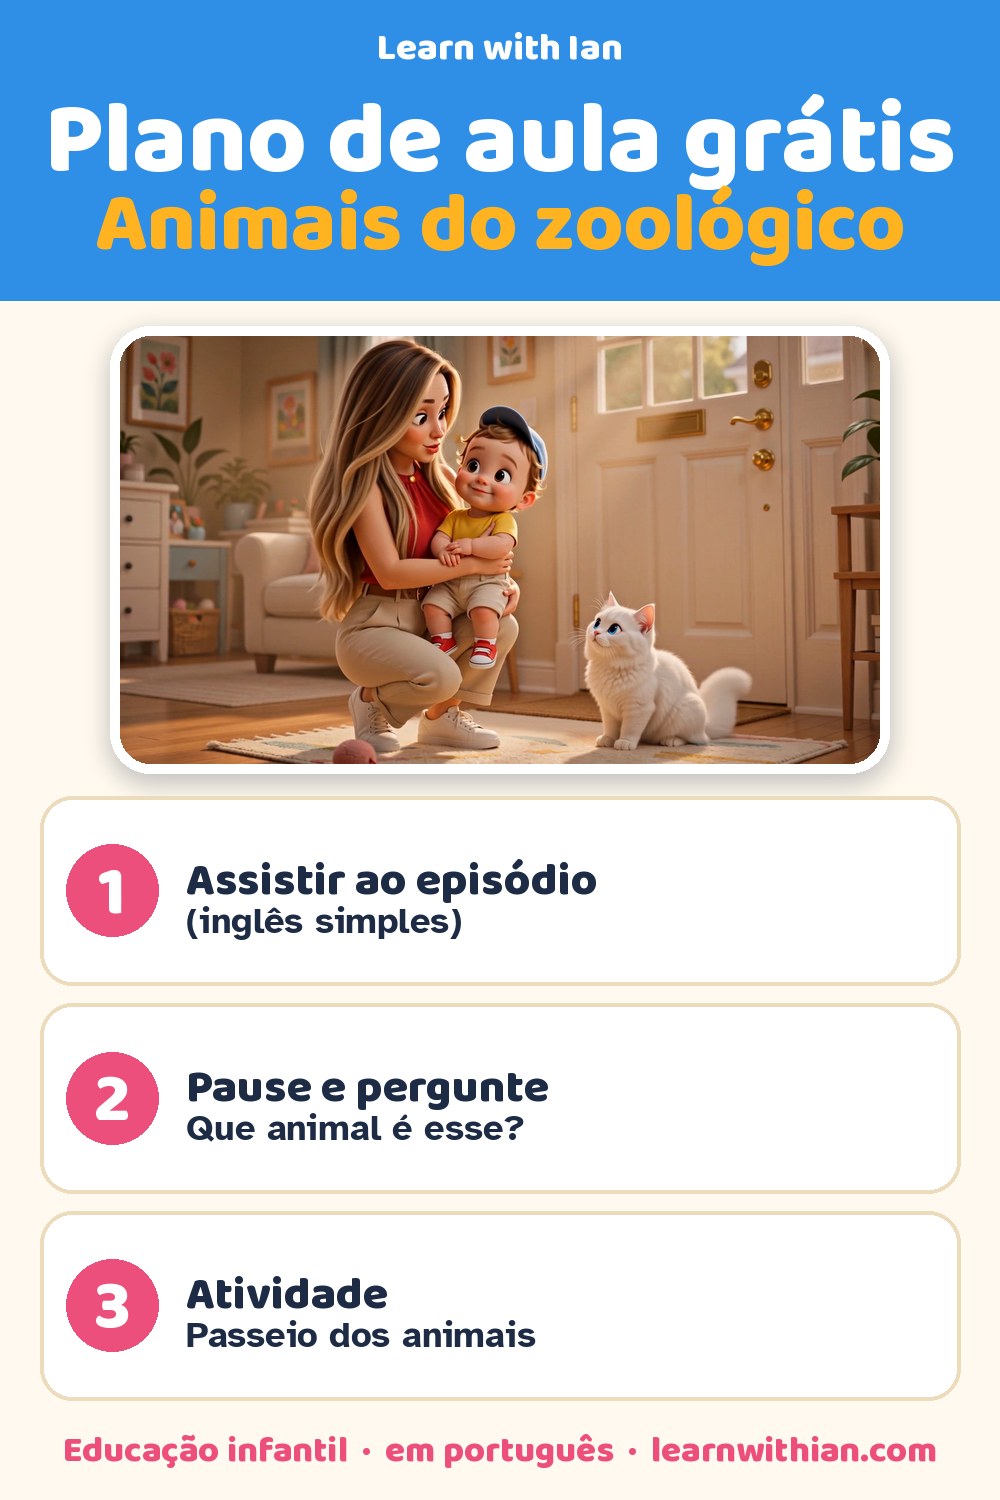 Learn with Ian
Plano de aula grátis
Animais do zoológico
1
Assistir ao episódio
(inglês simples)
2
Pause e pergunte
Que animal é esse?
3
Atividade
Passeio dos animais
Educação infantil • em português • learnwithian.com